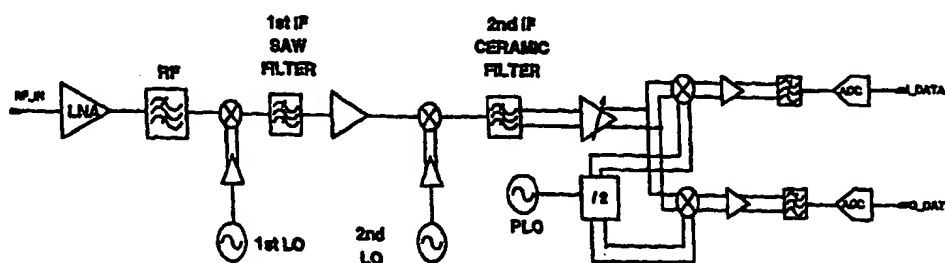 1st IF
SAW
FILTER
2nd IF
CERAMIC
FILTER
RF
RF_IN
LNA
ADC
I_DATA
/2
PLO
ADC
Q_DAT
1st LO
2nd
LO